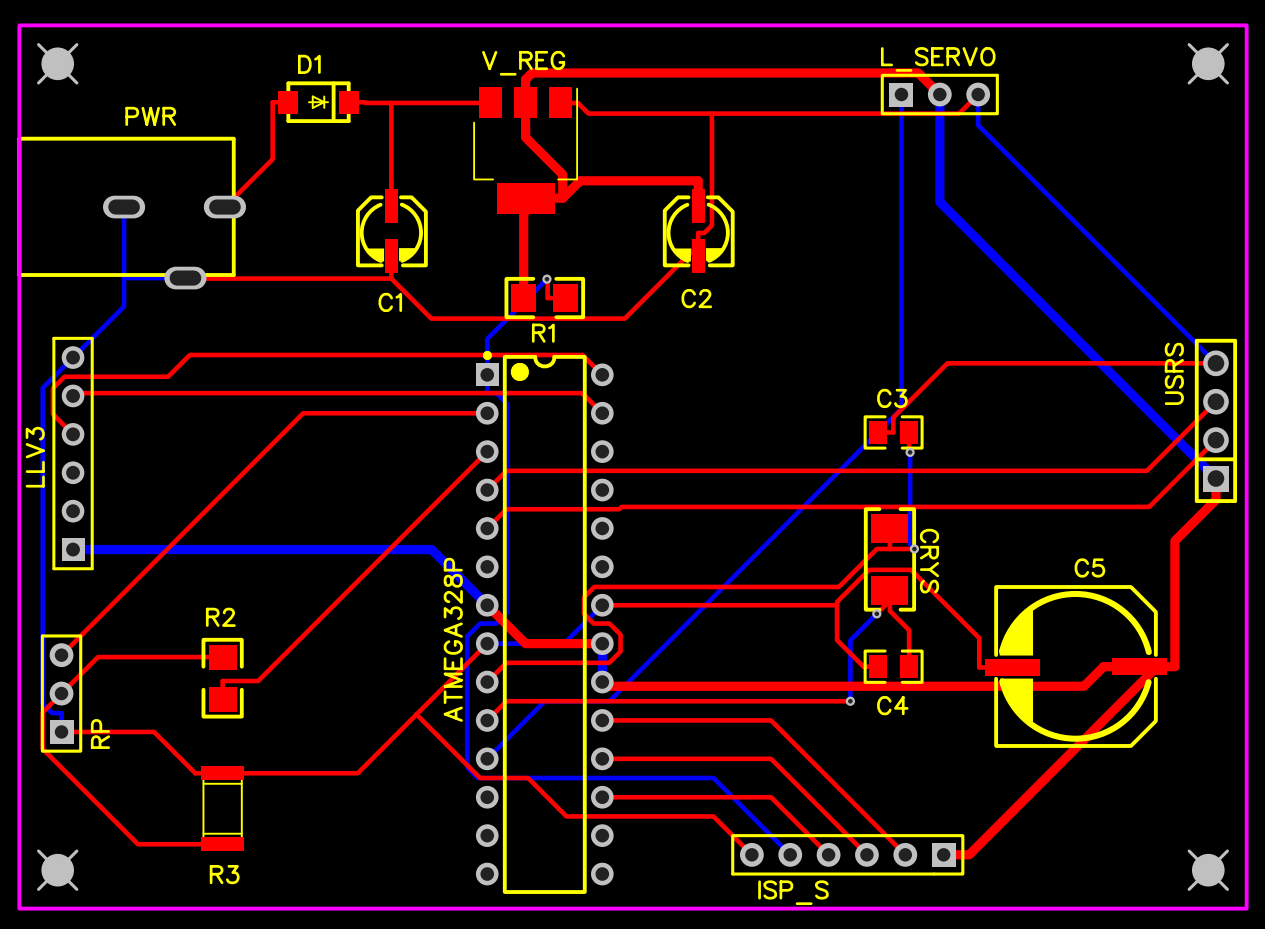 D1
V_REG
L_SERVO
PWR
C1
C2
R1
USRS
C3
LLV3
CRYS
C5
ATMEGA328P
R2
C4
RP
R3
ISP_S